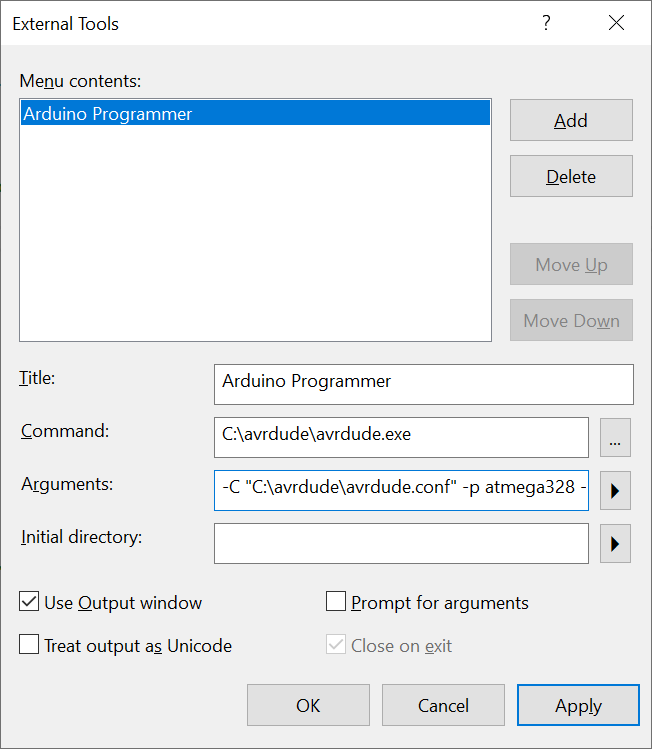 External Tools
?
Menu contents:
Arduino Programmer
Add
Delete
Move Up
Move Down
Title:
Arduino Programmer
Command:
C:\avrdude\avrdude.exe
...
Arguments:
-C "C:\avrdude\avrdude.conf" -p atmega328 -
Initial directory:
Use Output window
Prompt for arguments
Treat output as Unicode
Close on exit
OK
Cancel
Apply